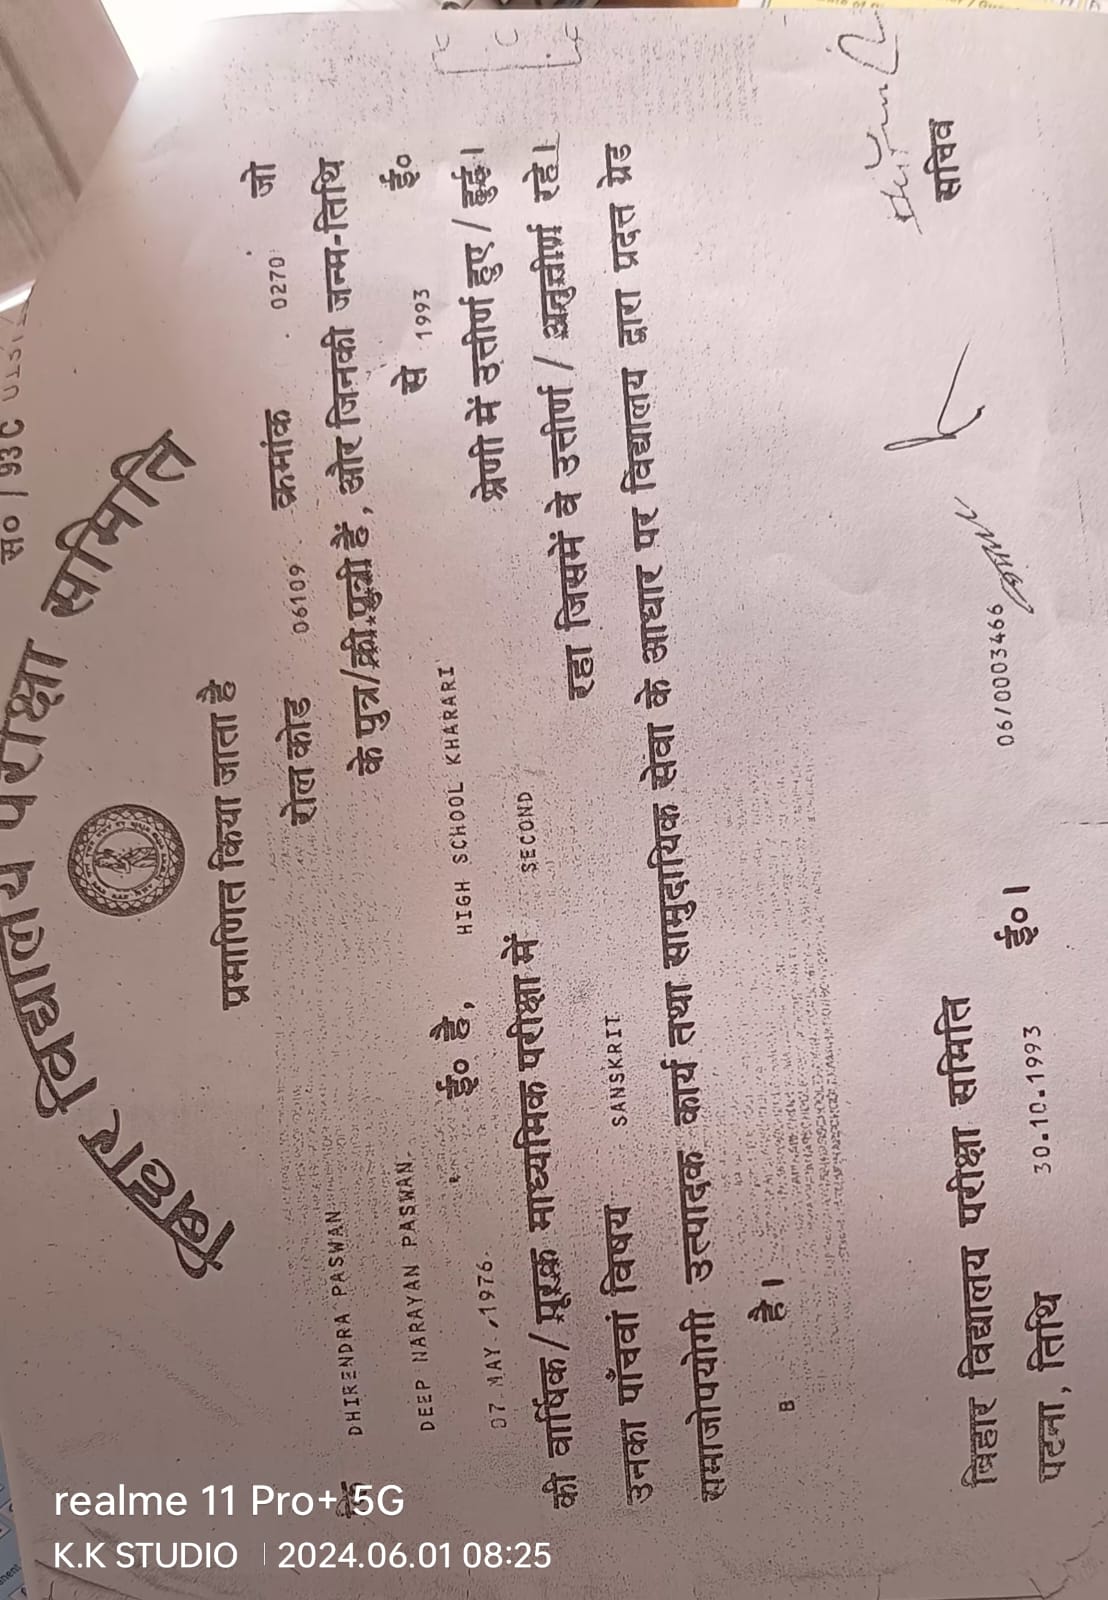 स० / 93C
बिहार विद्यालय परीक्षा समिति
प्रमाणित किया जाता है
कि DHIRENDRA PASWAN रोल कोड 06109 क्रमांक 0270 जो
DEEP NARAYAN PASWAN के पुत्र/की पुत्री हैं, और जिनकी जन्म-तिथि
07 MAY, 1976 ई० है, HIGH SCHOOL KHARARI से 1993 ई०
की वार्षिक / पूरक माध्यमिक परीक्षा में SECOND श्रेणी में उत्तीर्ण हुए / हुई।
उनका पाँचवां विषय SANSKRIT रहा जिसमें वे उत्तीर्ण / अनुत्तीर्ण रहे।
समाजोपयोगी उत्पादक कार्य तथा सामुदायिक सेवा के आधार पर विद्यालय द्वारा प्रदत्त ग्रेड
B है।
बिहार विद्यालय परीक्षा समिति
पटना, तिथि 30.10.1993 ई०।
06/0003466
सचिव
realme 11 Pro+ 5G
K.K STUDIO | 2024.06.01 08:25